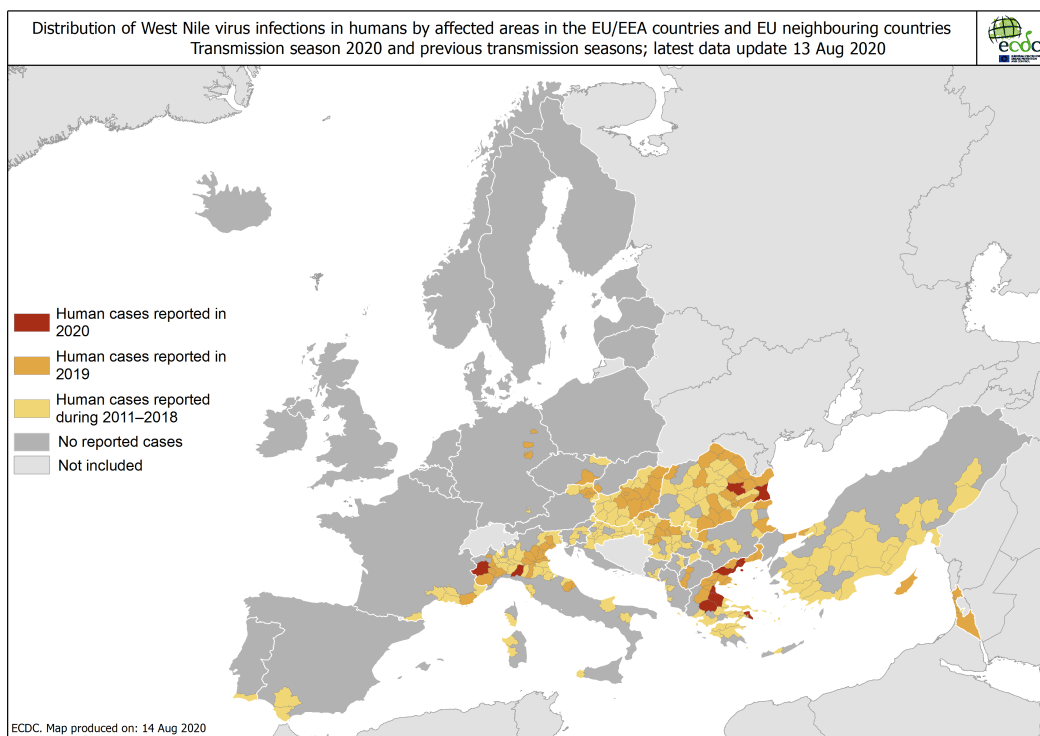 Distribution of West Nile virus infections in humans by affected areas in the EU/EEA countries and EU neighbouring countries
Transmission season 2020 and previous transmission seasons; latest data update 13 Aug 2020
ecdc
Human cases reported in
2020
Human cases reported in
2019
Human cases reported
during 2011–2018
No reported cases
Not included
ECDC. Map produced on: 14 Aug 2020